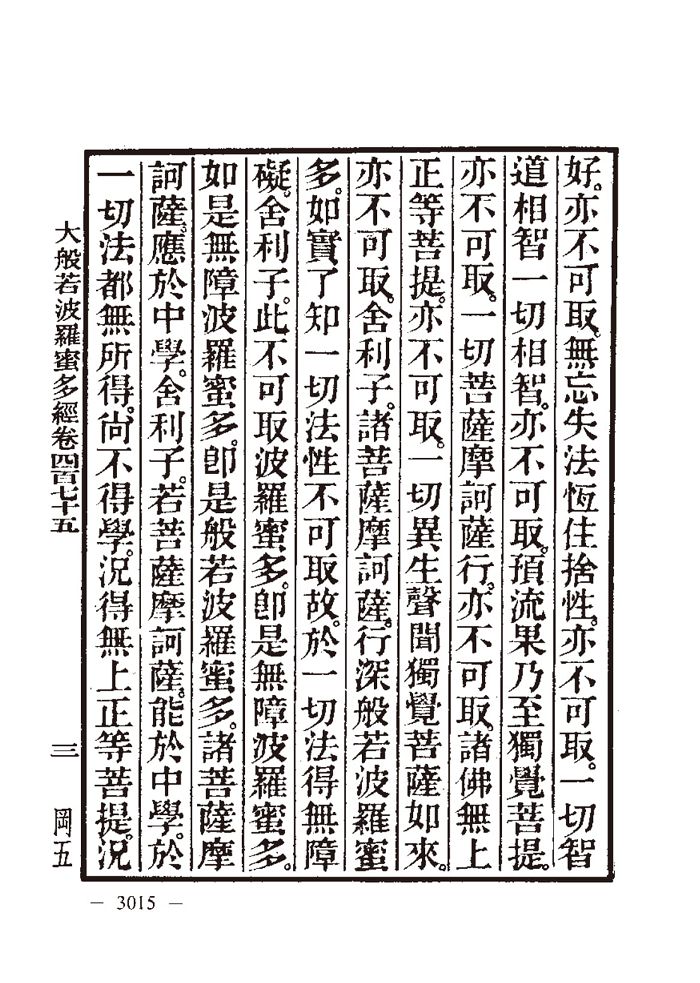 好。亦不可取。無忘失法恆住捨性。亦不可取。一切智
道相智一切相智。亦不可取。預流果乃至獨覺菩提。
亦不可取。一切菩薩摩訶薩行。亦不可取。諸佛無上
正等菩提。亦不可取。一切異生聲聞獨覺菩薩如來。
亦不可取。舍利子。諸菩薩摩訶薩。行深般若波羅蜜
多。如實了知一切法性不可取故。於一切法得無障
礙。舍利子。此不可取波羅蜜多。卽是無障波羅蜜多。
如是無障波羅蜜多。卽是般若波羅蜜多。諸菩薩摩
訶薩。應於中學。舍利子。若菩薩摩訶薩。能於中學。於
一切法都無所得。尚不得學。況得無上正等菩提。況
大般若波羅蜜多經卷四百七十五
三
岡五
— 3015 —